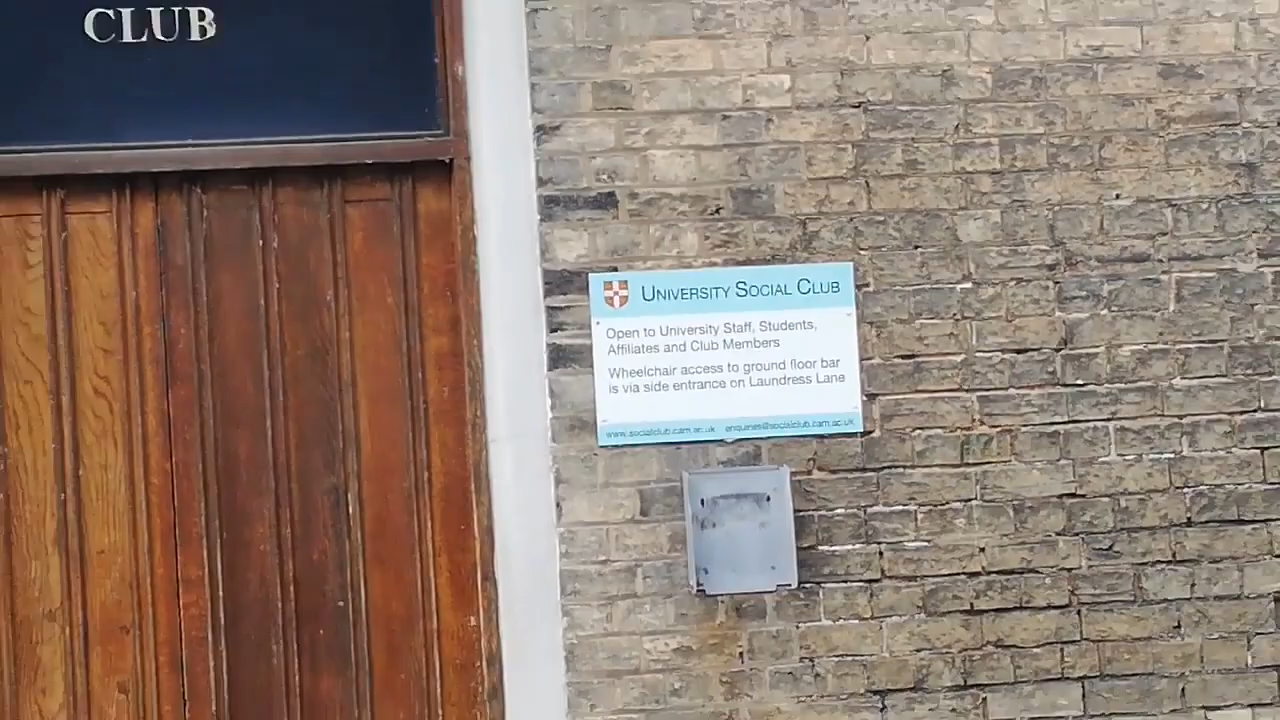 CLUB
UNIVERSITY SOCIAL CLUB
Open to University Staff, Students,
Affiliates and Club Members
Wheelchair access to ground floor bar
is via side entrance on Laundress Lane
www.socialclub.cam.ac.uk enquiries@socialclub.cam.ac.uk